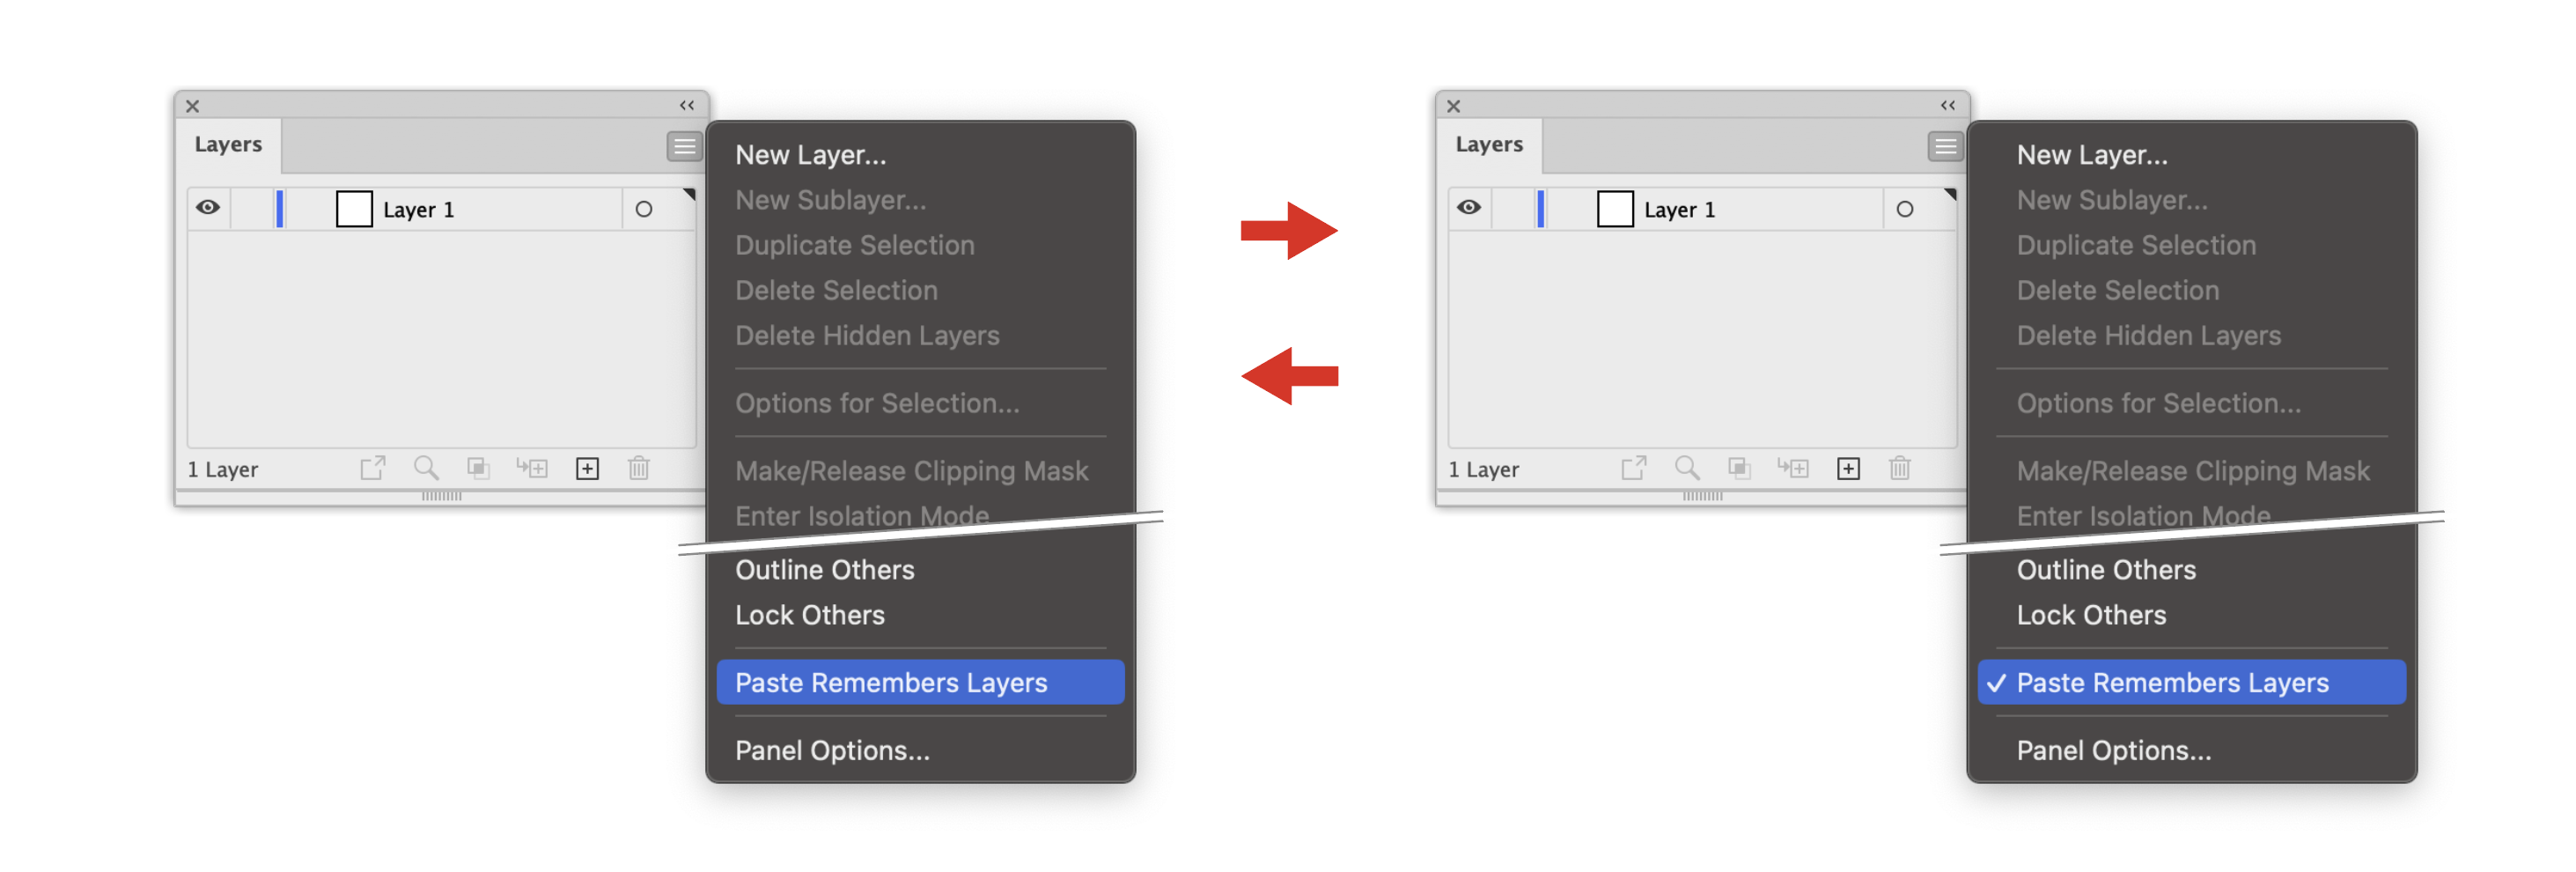 Layers
Layer 1
1 Layer
New Layer...
New Sublayer...
Duplicate Selection
Delete Selection
Delete Hidden Layers
Options for Selection...
Make/Release Clipping Mask
Enter Isolation Mode
Outline Others
Lock Others
Paste Remembers Layers
Panel Options...
Layers
Layer 1
1 Layer
New Layer...
New Sublayer...
Duplicate Selection
Delete Selection
Delete Hidden Layers
Options for Selection...
Make/Release Clipping Mask
Enter Isolation Mode
Outline Others
Lock Others
✓ Paste Remembers Layers
Panel Options...